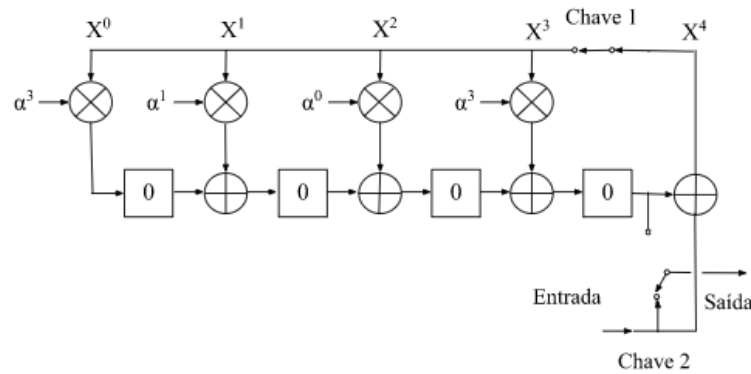 Chave 1
X⁰ X¹ X² X³ X⁴
α³ α¹ α⁰ α³
0 0 0 0
Entrada Saída
Chave 2